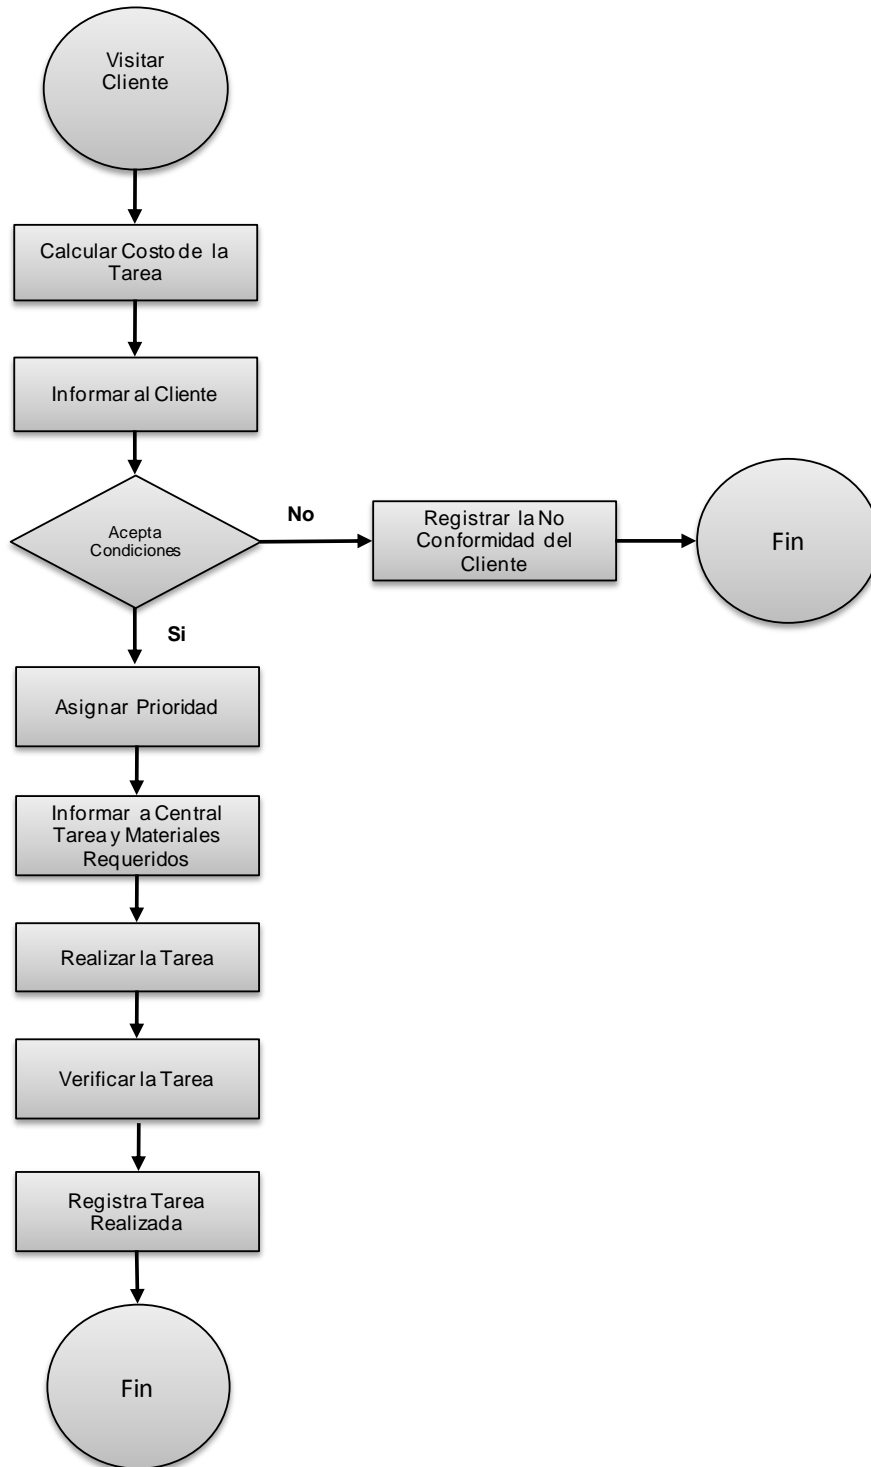 Visitar
Cliente
Calcular Costo de la
Tarea
Informar al Cliente
Acepta
Condiciones
No
Registrar la No
Conformidad del
Cliente
Fin
Si
Asignar Prioridad
Informar a Central
Tarea y Materiales
Requeridos
Realizar la Tarea
Verificar la Tarea
Registra Tarea
Realizada
Fin